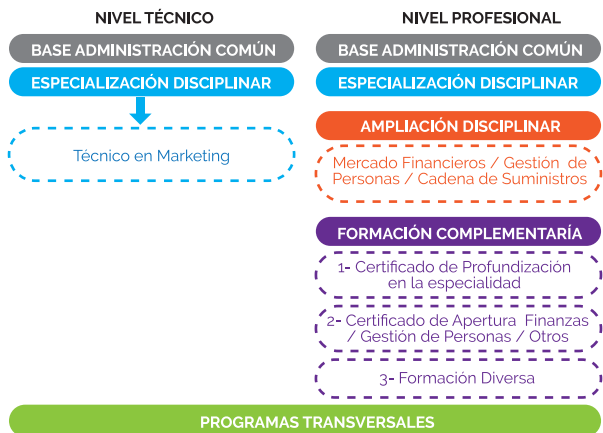 NIVEL TÉCNICO
BASE ADMINISTRACIÓN COMÚN
ESPECIALIZACIÓN DISCIPLINAR
Técnico en Marketing
NIVEL PROFESIONAL
BASE ADMINISTRACIÓN COMÚN
ESPECIALIZACIÓN DISCIPLINAR
AMPLIACIÓN DISCIPLINAR
Mercado Financieros / Gestión de
Personas / Cadena de Suministros
FORMACIÓN COMPLEMENTARÍA
1- Certificado de Profundización
en la especialidad
2- Certificado de Apertura Finanzas
/ Gestión de Personas / Otros
3- Formación Diversa
PROGRAMAS TRANSVERSALES